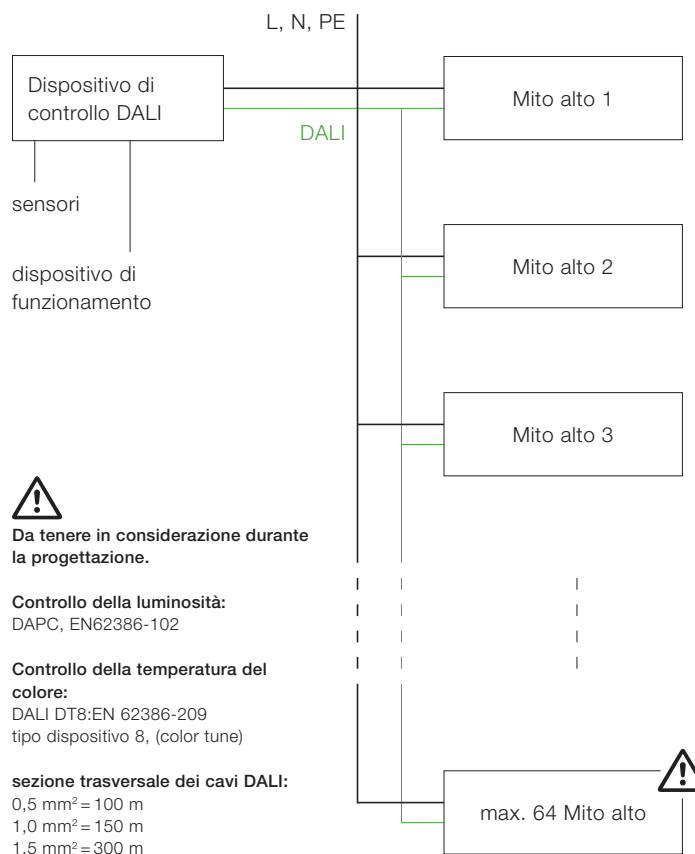 L, N, PE
Dispositivo di
controllo DALI
DALI
Mito alto 1
sensori
dispositivo di
funzionamento
Mito alto 2
Mito alto 3
Da tenere in considerazione durante
la progettazione.
Controllo della luminosità:
DAPC, EN62386-102
Controllo della temperatura del
colore:
DALI DT8:EN 62386-209
tipo dispositivo 8, (color tune)
sezione trasversale dei cavi DALI:
0,5 mm² = 100 m
1,0 mm² = 150 m
1,5 mm² = 300 m
max. 64 Mito alto